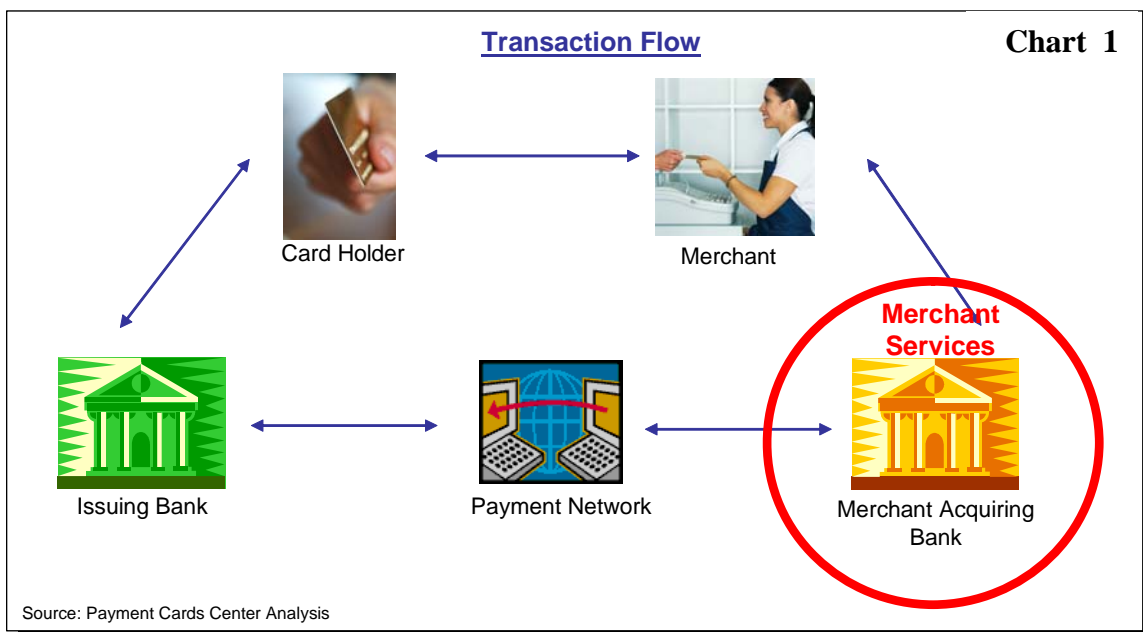 Transaction Flow
Chart 1
Card Holder
Merchant
Merchant
Services
Issuing Bank
Payment Network
Merchant Acquiring
Bank
Source: Payment Cards Center Analysis